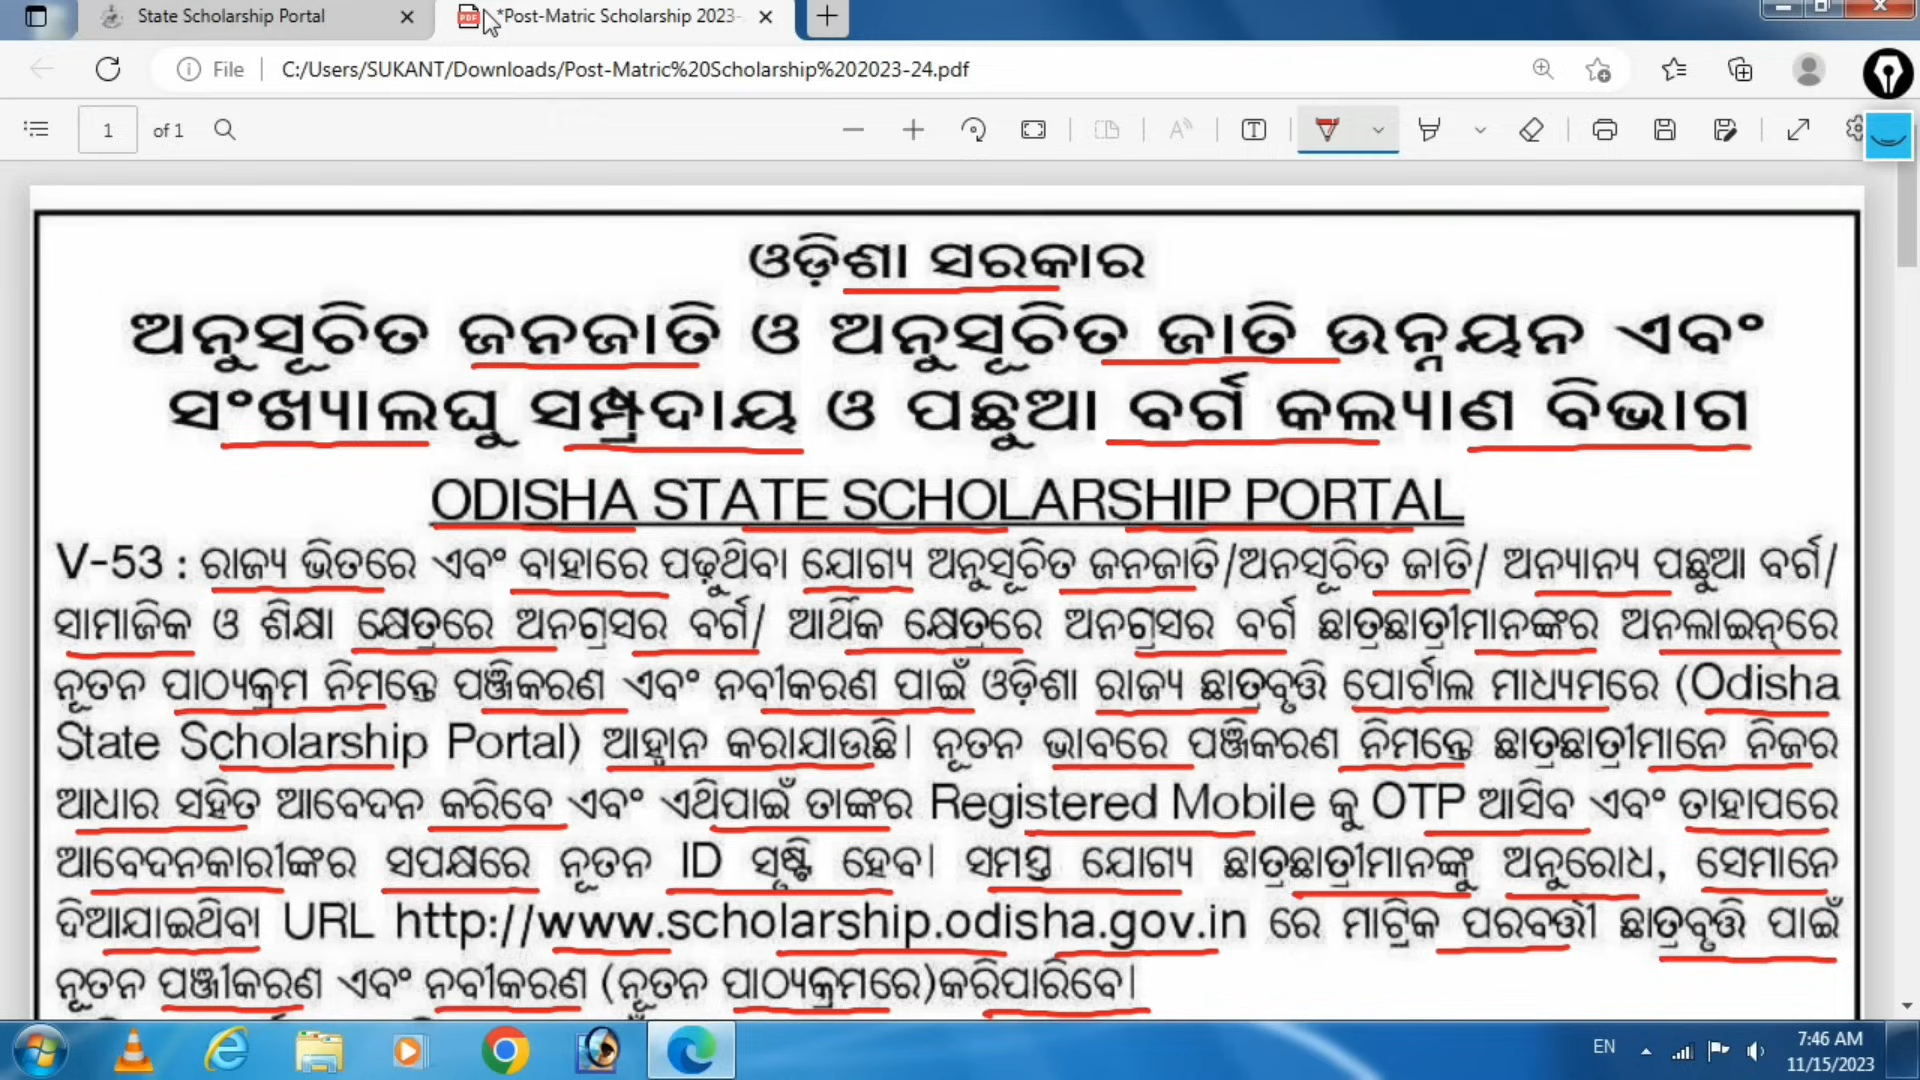 State Scholarship Portal
*Post-Matric Scholarship 2023-
File
C:/Users/SUKANT/Downloads/Post-Matric%20Scholarship%202023-24.pdf
1 of 1
ଓଡ଼ିଶା ସରକାର
ଅନୁସୂଚିତ ଜନଜାତି ଓ ଅନୁସୂଚିତ ଜାତି ଉନ୍ନୟନ ଏବଂ
ସଂଖ୍ୟାଲଘୁ ସମ୍ପ୍ରଦାୟ ଓ ପଛୁଆ ବର୍ଗ କଲ୍ୟାଣ ବିଭାଗ
ODISHA STATE SCHOLARSHIP PORTAL
V-53 : ରାଜ୍ୟ ଭିତରେ ଏବଂ ବାହାରେ ପଢ଼ୁଥିବା ଯୋଗ୍ୟ ଅନୁସୂଚିତ ଜନଜାତି/ଅନସୂଚିତ ଜାତି/ ଅନ୍ୟାନ୍ୟ ପଛୁଆ ବର୍ଗ/
ସାମାଜିକ ଓ ଶିକ୍ଷା କ୍ଷେତ୍ରରେ ଅନଗ୍ରସର ବର୍ଗ/ ଆର୍ଥିକ କ୍ଷେତ୍ରରେ ଅନଗ୍ରସର ବର୍ଗ ଛାତ୍ରଛାତ୍ରୀମାନଙ୍କର ଅନଲାଇନ୍‌ରେ
ନୂତନ ପାଠ୍ୟକ୍ରମ ନିମନ୍ତେ ପଞ୍ଜିକରଣ ଏବଂ ନବୀକରଣ ପାଇଁ ଓଡ଼ିଶା ରାଜ୍ୟ ଛାତ୍ରବୃତ୍ତି ପୋର୍ଟାଲ ମାଧ୍ୟମରେ (Odisha
State Scholarship Portal) ଆହ୍ୱାନ କରାଯାଉଛି। ନୂତନ ଭାବରେ ପଞ୍ଜିକରଣ ନିମନ୍ତେ ଛାତ୍ରଛାତ୍ରୀମାନେ ନିଜର
ଆଧାର ସହିତ ଆବେଦନ କରିବେ ଏବଂ ଏଥିପାଇଁ ତାଙ୍କର Registered Mobile କୁ OTP ଆସିବ ଏବଂ ତାହାପରେ
ଆବେଦନକାରୀଙ୍କର ସପକ୍ଷରେ ନୂତନ ID ସୃଷ୍ଟି ହେବ। ସମସ୍ତ ଯୋଗ୍ୟ ଛାତ୍ରଛାତ୍ରୀମାନଙ୍କୁ ଅନୁରୋଧ, ସେମାନେ
ଦିଆଯାଇଥିବା URL http://www.scholarship.odisha.gov.in ରେ ମାଟ୍ରିକ ପରବର୍ତ୍ତୀ ଛାତ୍ରବୃତ୍ତି ପାଇଁ
ନୂତନ ପଞ୍ଜୀକରଣ ଏବଂ ନବୀକରଣ (ନୂତନ ପାଠ୍ୟକ୍ରମରେ)କରିପାରିବେ।
EN
7:46 AM
11/15/2023